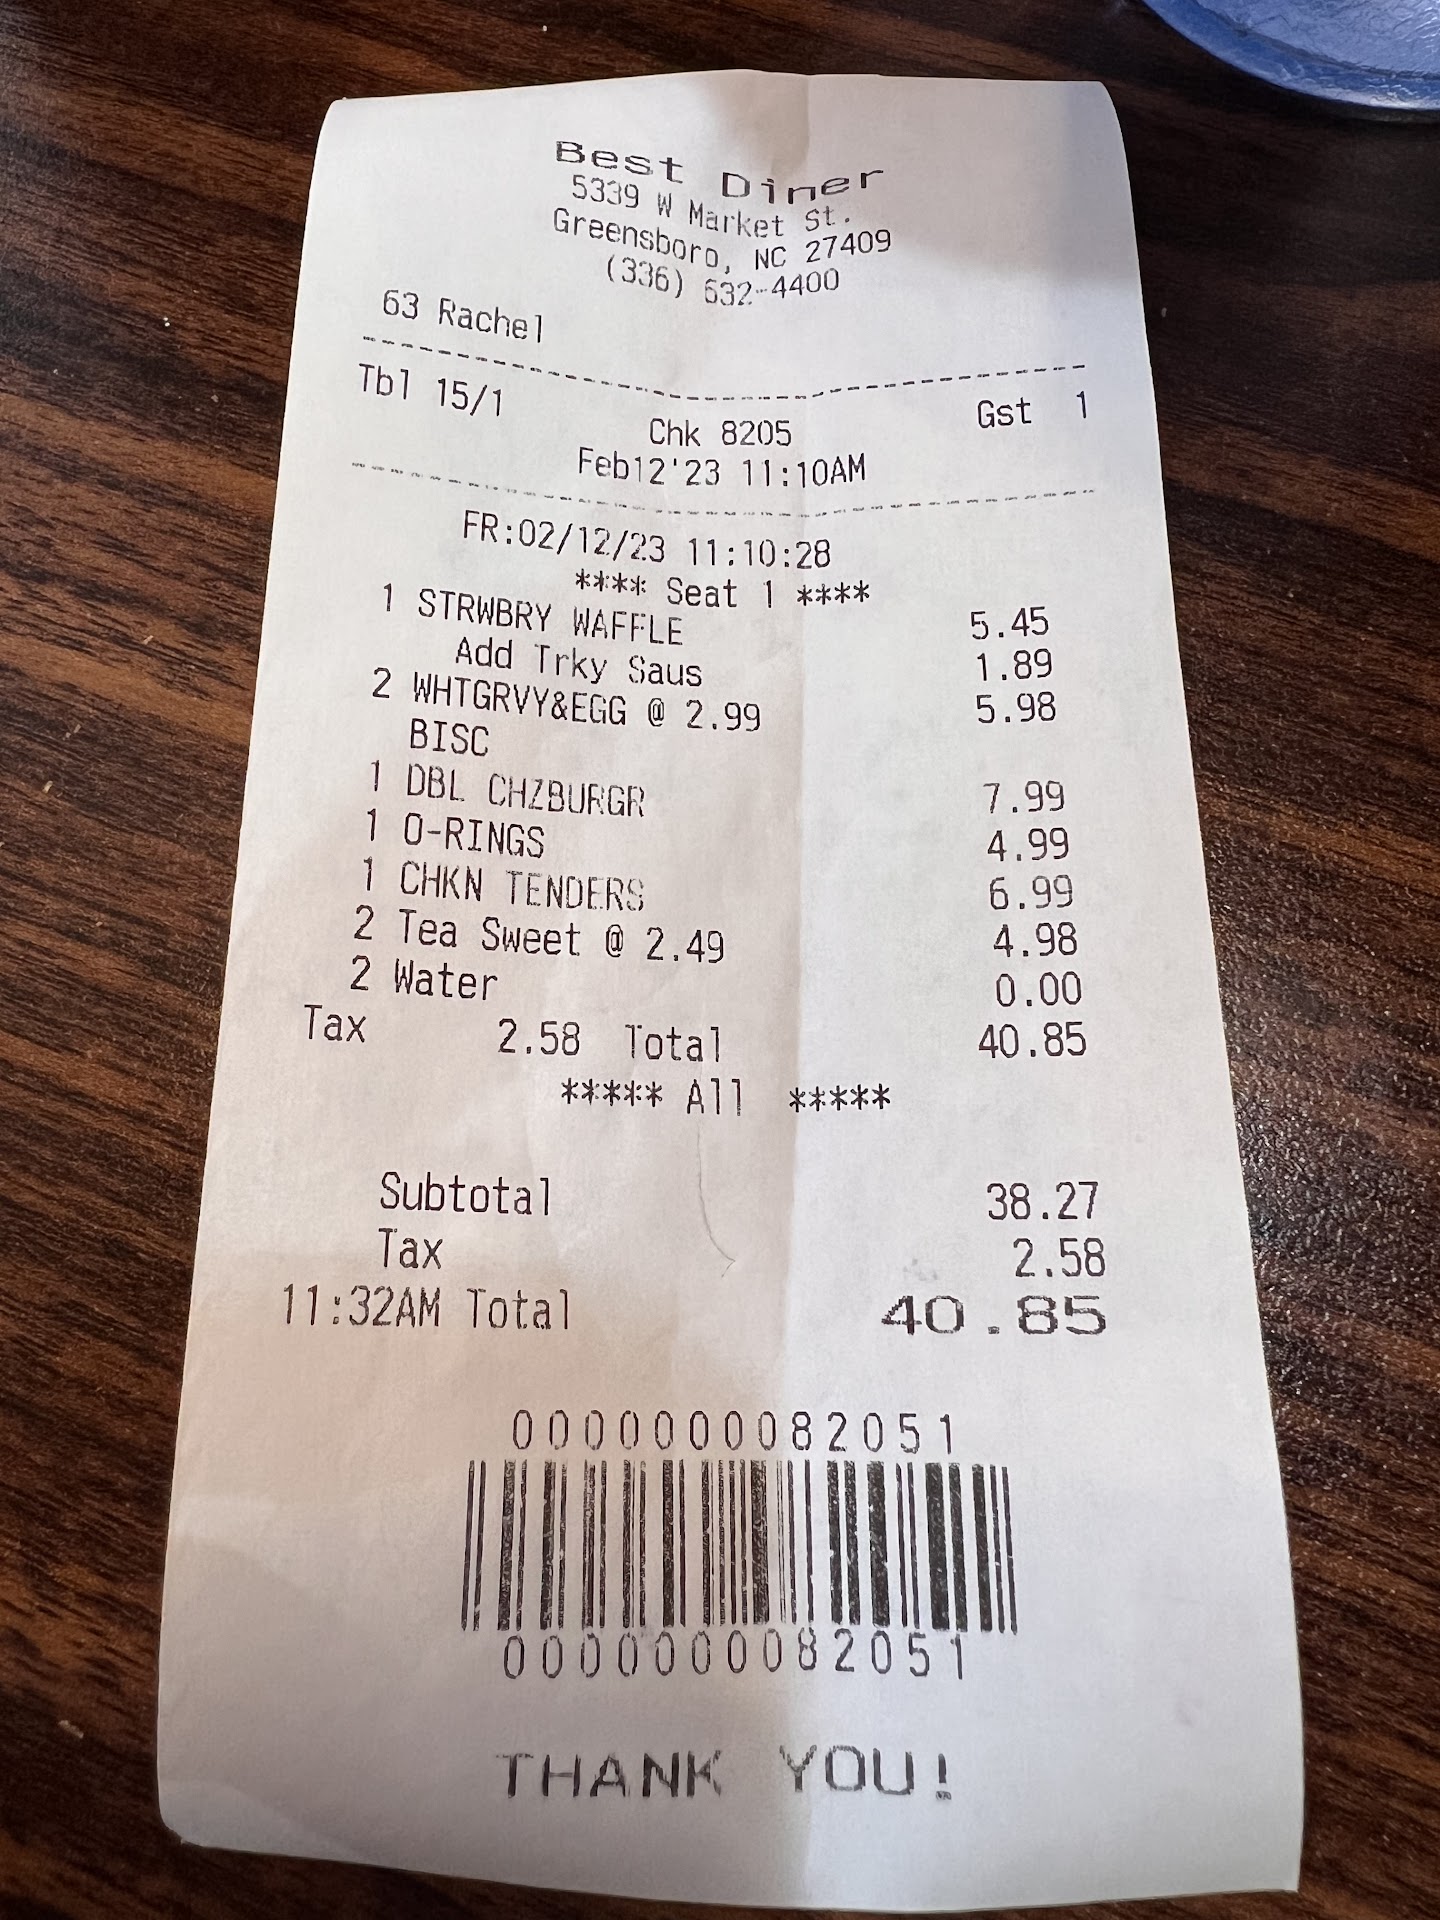 Best Diner
5339 W Market St.
Greensboro, NC 27409
(336) 632-4400
63 Rachel
Tbl 15/1 Chk 8205 Gst 1
Feb12'23 11:10AM
FR:02/12/23 11:10:28
**** Seat 1 ****
1 STRWBRY WAFFLE 5.45
Add Trky Saus 1.89
2 WHTGRVY&EGG @ 2.99 5.98
BISC
1 DBL CHZBURGR 7.99
1 O-RINGS 4.99
1 CHKN TENDERS 6.99
2 Tea Sweet @ 2.49 4.98
2 Water 0.00
Tax 2.58 Total 40.85
***** All *****
Subtotal 38.27
Tax 2.58
11:32AM Total 40.85
0000000082051
0000000082051
THANK YOU!